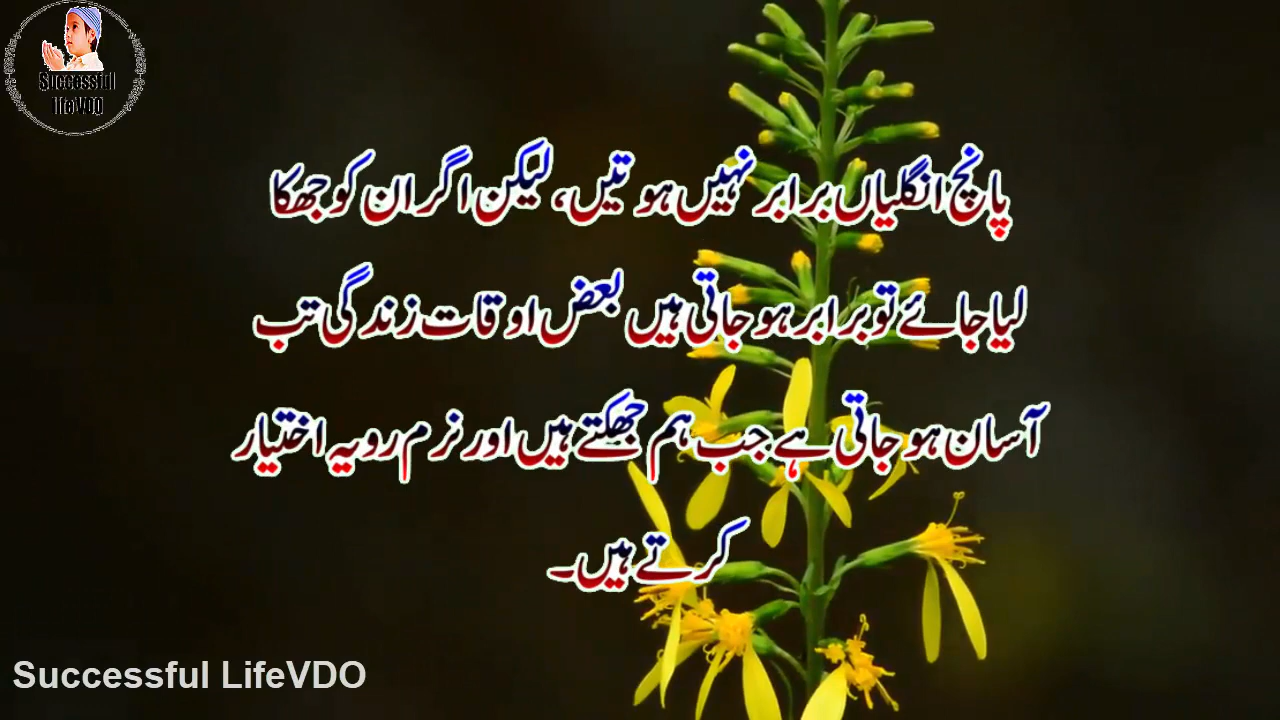 Successful
lifeVDO
پانچ انگلیاں برابر نہیں ہوتیں، لیکن اگر ان کو جھکا
لیا جائے تو برابر ہو جاتی ہیں بعض اوقات زندگی تب
آسان ہو جاتی ہے جب ہم جھکتے ہیں اور نرم رویہ اختیار
کرتے ہیں۔
Successful LifeVDO